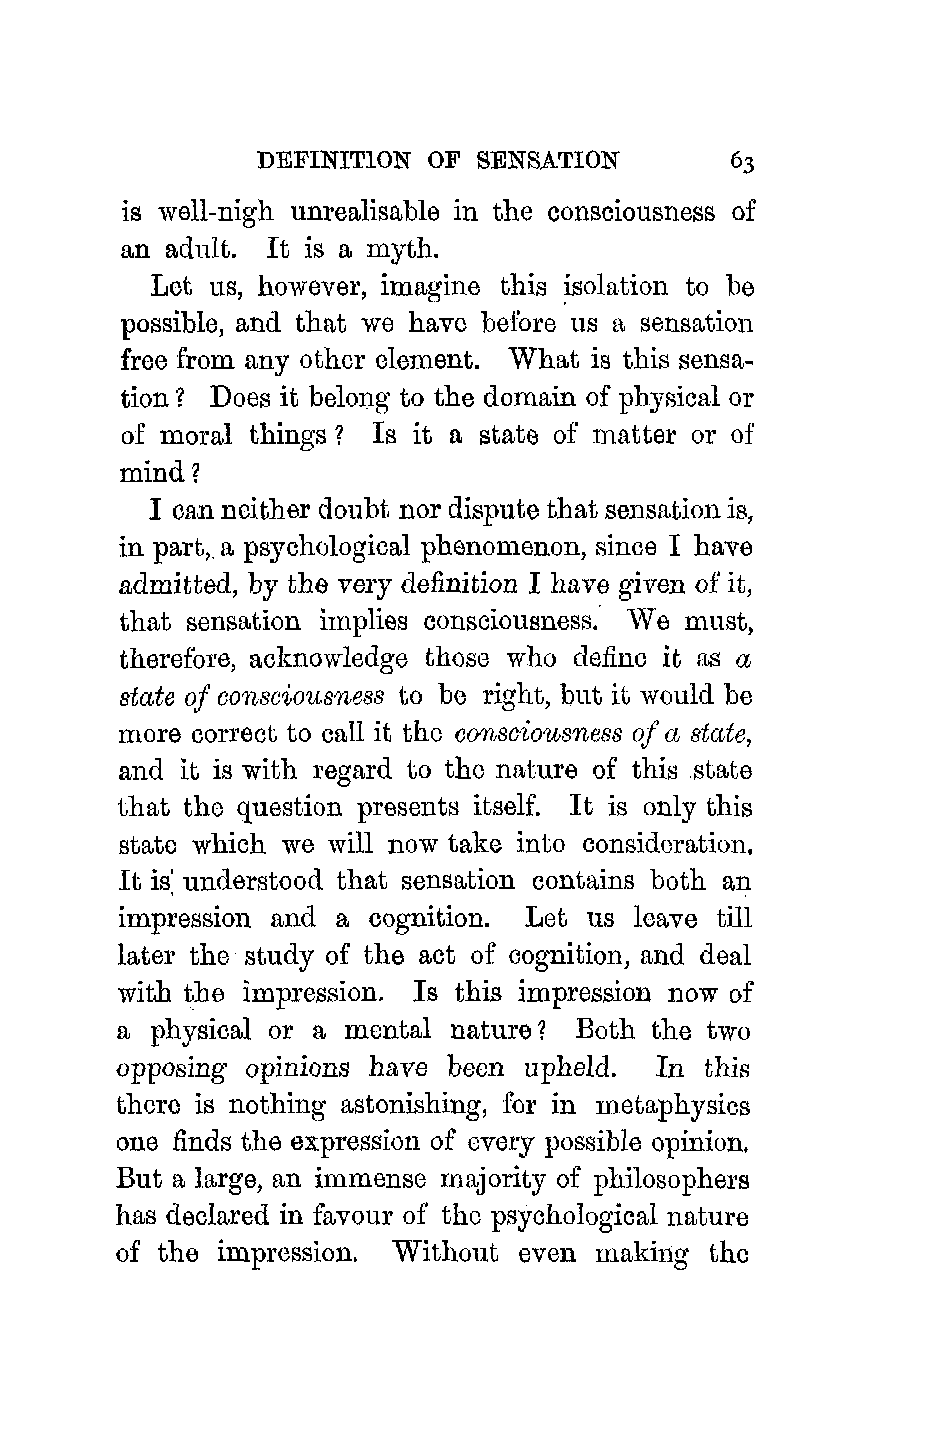 DEFINITION OF SENSATION 63
is well-nigh unrealisable in the consciousness of
an adult. It is a myth.
Let us, however, imagine this isolation to be
possible, and that we have before us a sensation
free from any other element. What is this sensa-
tion? Does it belong to the domain of physical or
of moral things? Is it a state of matter or of
mind?
I can neither doubt nor dispute that sensation is,
in part, a psychological phenomenon, since I have
admitted, by the very definition I have given of it,
that sensation implies consciousness. We must,
therefore, acknowledge those who define it as a
state of consciousness to be right, but it would be
more correct to call it the consciousness of a state,
and it is with regard to the nature of this state
that the question presents itself. It is only this
state which we will now take into consideration.
It is understood that sensation contains both an
impression and a cognition. Let us leave till
later the study of the act of cognition, and deal
with the impression. Is this impression now of
a physical or a mental nature? Both the two
opposing opinions have been upheld. In this
there is nothing astonishing, for in metaphysics
one finds the expression of every possible opinion.
But a large, an immense majority of philosophers
has declared in favour of the psychological nature
of the impression. Without even making the